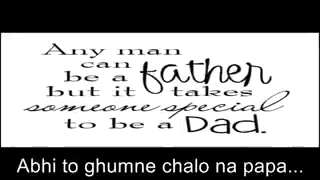 Any man
can
be a father
but it takes
someone special
to be a Dad.
Abhi to ghumne chalo na papa...